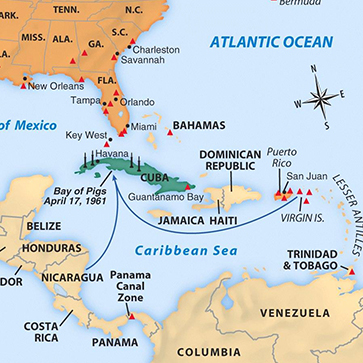 Bermuda
TENN.
N.C.
ARK.
S.C.
MISS.
ALA.
GA.
Charleston
Savannah
ATLANTIC OCEAN
LA.
FLA.
New Orleans
Orlando
Tampa
of Mexico
Miami
BAHAMAS
Key West
Havana
DOMINICAN
REPUBLIC
Puerto
Rico
San Juan
CUBA
Bay of Pigs
April 17, 1961
Guantanamo Bay
LESSER ANTILLES
JAMAICA
HAITI
VIRGIN IS.
BELIZE
HONDURAS
Caribbean Sea
TRINIDAD
& TOBAGO
DOR
NICARAGUA
Panama
Canal
Zone
COSTA
RICA
PANAMA
VENEZUELA
COLUMBIA
N
E
S
W